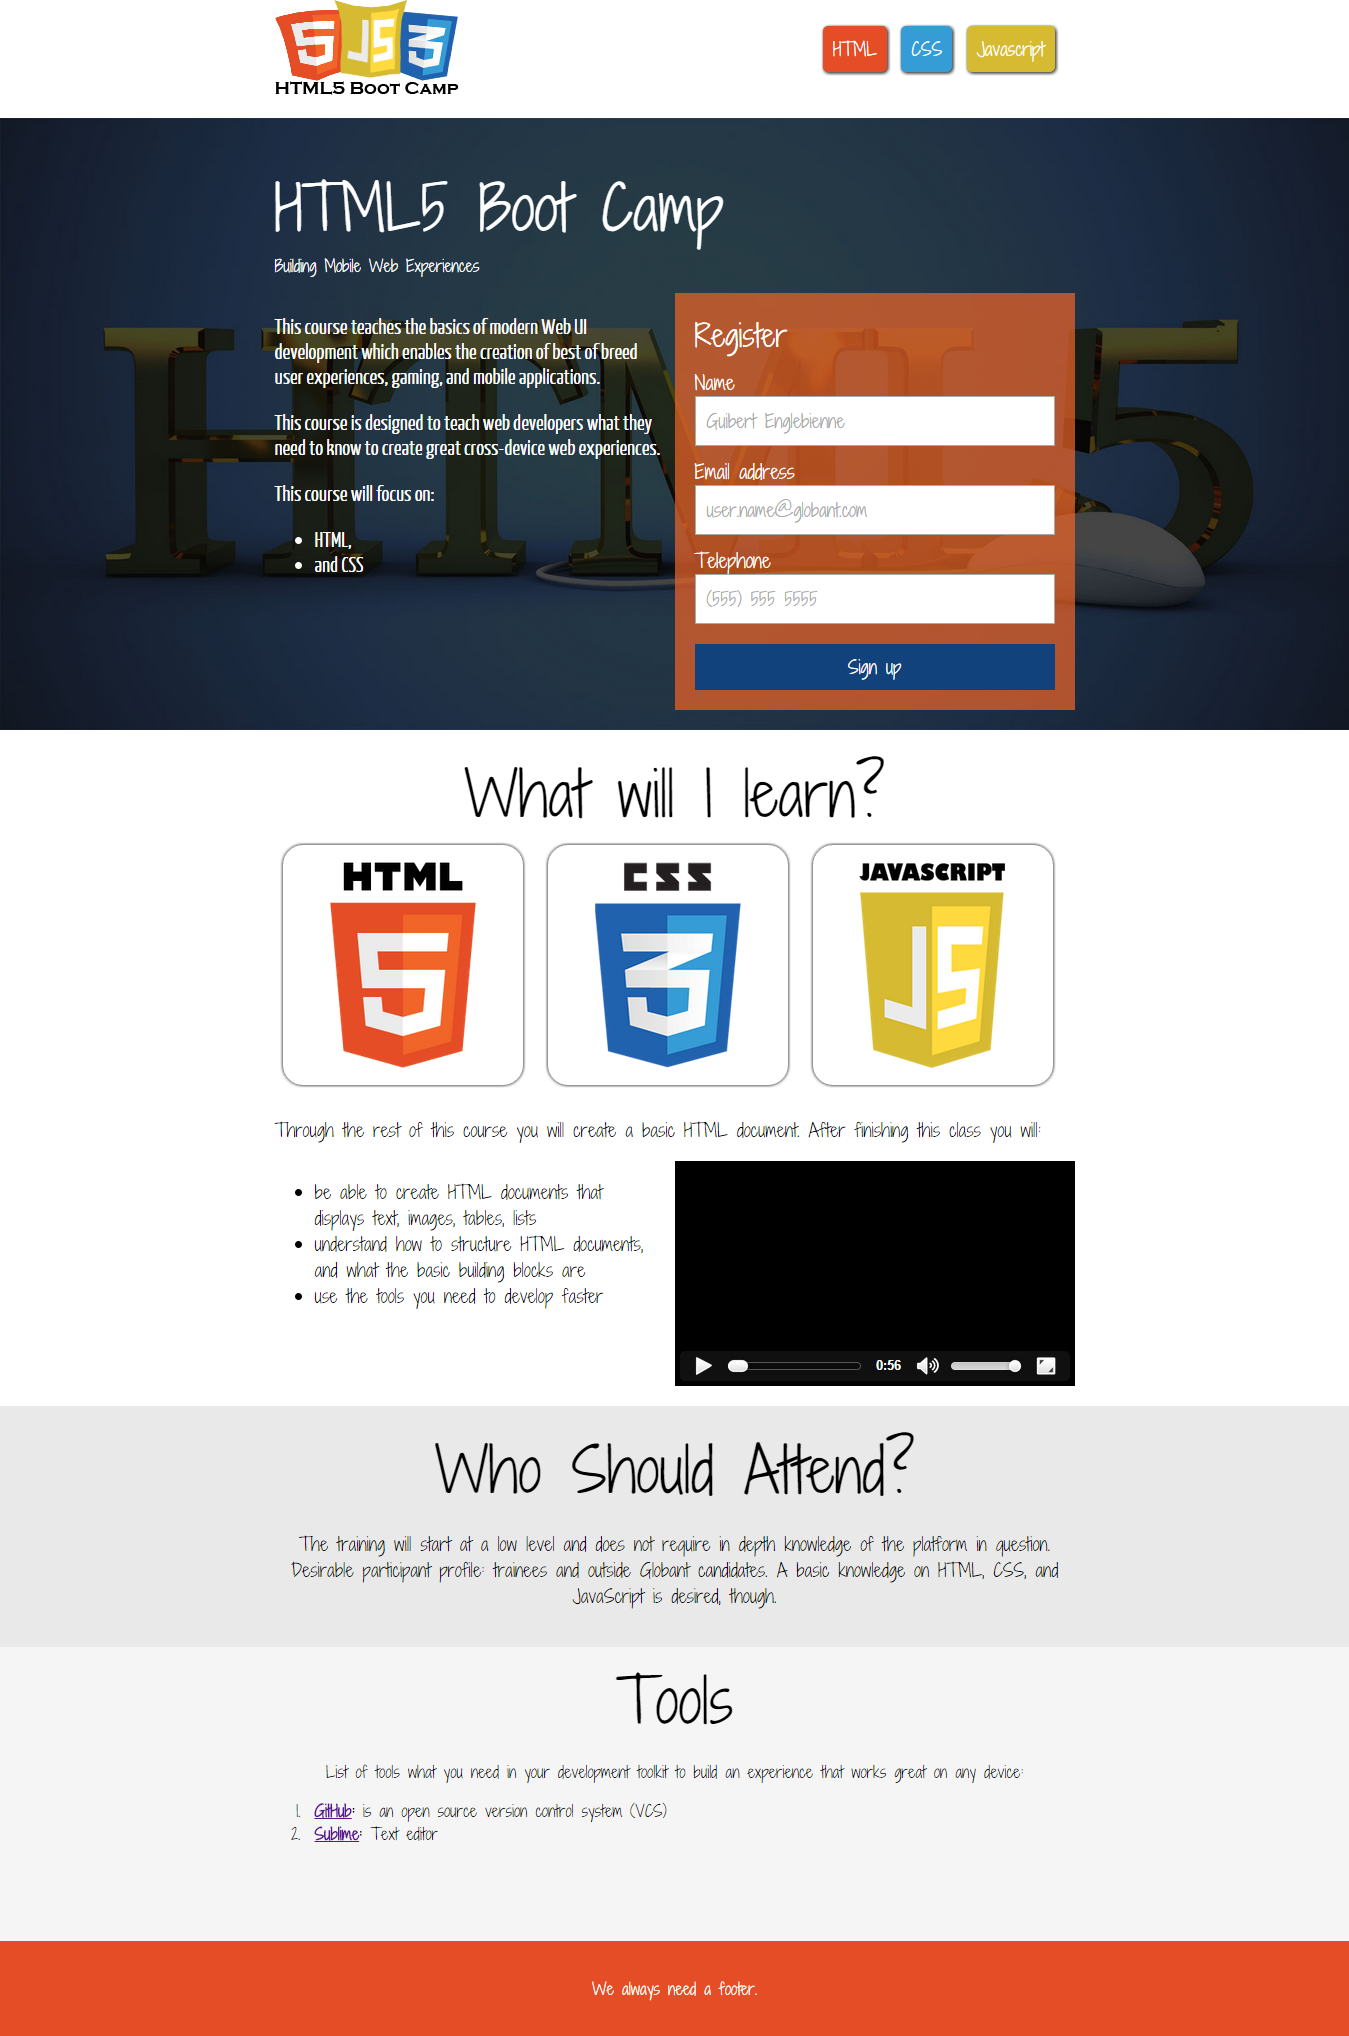 5 JS 3
HTML5 Boot Camp
HTML CSS Javascript
HTML5 Boot Camp
Building Mobile Web Experiences
HTML5
This course teaches the basics of modern Web UI
development which enables the creation of best of breed
user experiences, gaming, and mobile applications.
This course is designed to teach web developers what they
need to know to create great cross-device web experiences.
This course will focus on:
HTML,
and CSS
Register
Name
Guibert Englebienne
Email address
user.name@globant.com
Telephone
(555) 555 5555
Sign up
What will I learn?
HTML
5
CSS
3
JAVASCRIPT
JS
Through the rest of this course you will create a basic HTML document. After finishing this class you will:
be able to create HTML documents that
displays text, images, tables, lists
understand how to structure HTML documents,
and what the basic building blocks are
use the tools you need to develop faster
0:56
Who Should Attend?
The training will start at a low level and does not require in depth knowledge of the platform in question.
Desirable participant profile: trainees and outside Globant candidates. A basic knowledge on HTML, CSS, and
JavaScript is desired, though.
Tools
List of tools what you need in your development toolkit to build an experience that works great on any device:
1. GitHub: is an open source version control system (VCS)
2. Sublime: Text editor
We always need a footer.